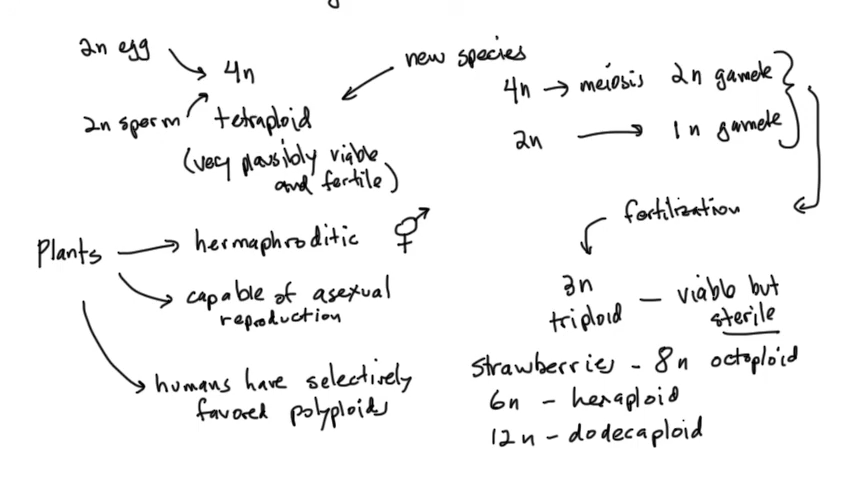 2n egg
4n
2n sperm
tetraploid
(very plausibly viable
and fertile)
new species
4n → meiosis 2n gamete
2n → 1n gamete
fertilization
3n
triploid — viable but
sterile
Plants → hermaphroditic
capable of asexual
reproduction
humans have selectively
favored polyploids
strawberries - 8n octoploid
6n - hexaploid
12n - dodecaploid